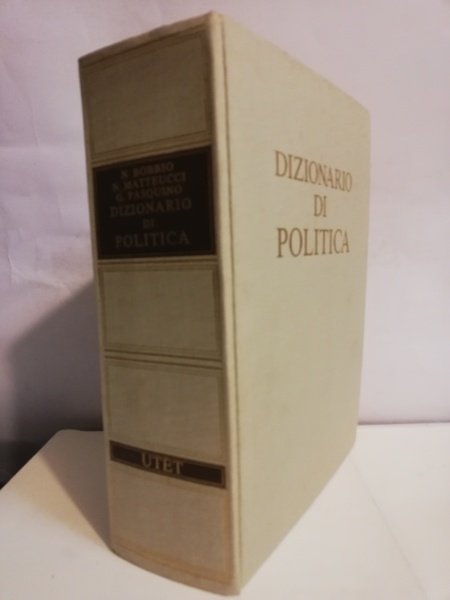 N. BOBBIO
N. MATTEUCCI
G. PASQUINO
DIZIONARIO
DI
POLITICA
UTET
DIZIONARIO
DI
POLITICA